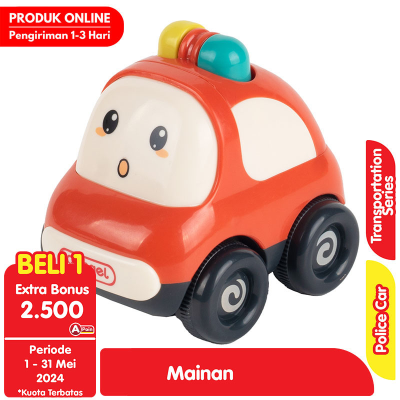 PRODUK ONLINE
Pengiriman 1-3 Hari
Transportation
Series
Police Car
BELI 1
Extra Bonus
2.500
A Poin
Periode
1 - 31 Mei
2024
*Kuota Terbatas
Mainan